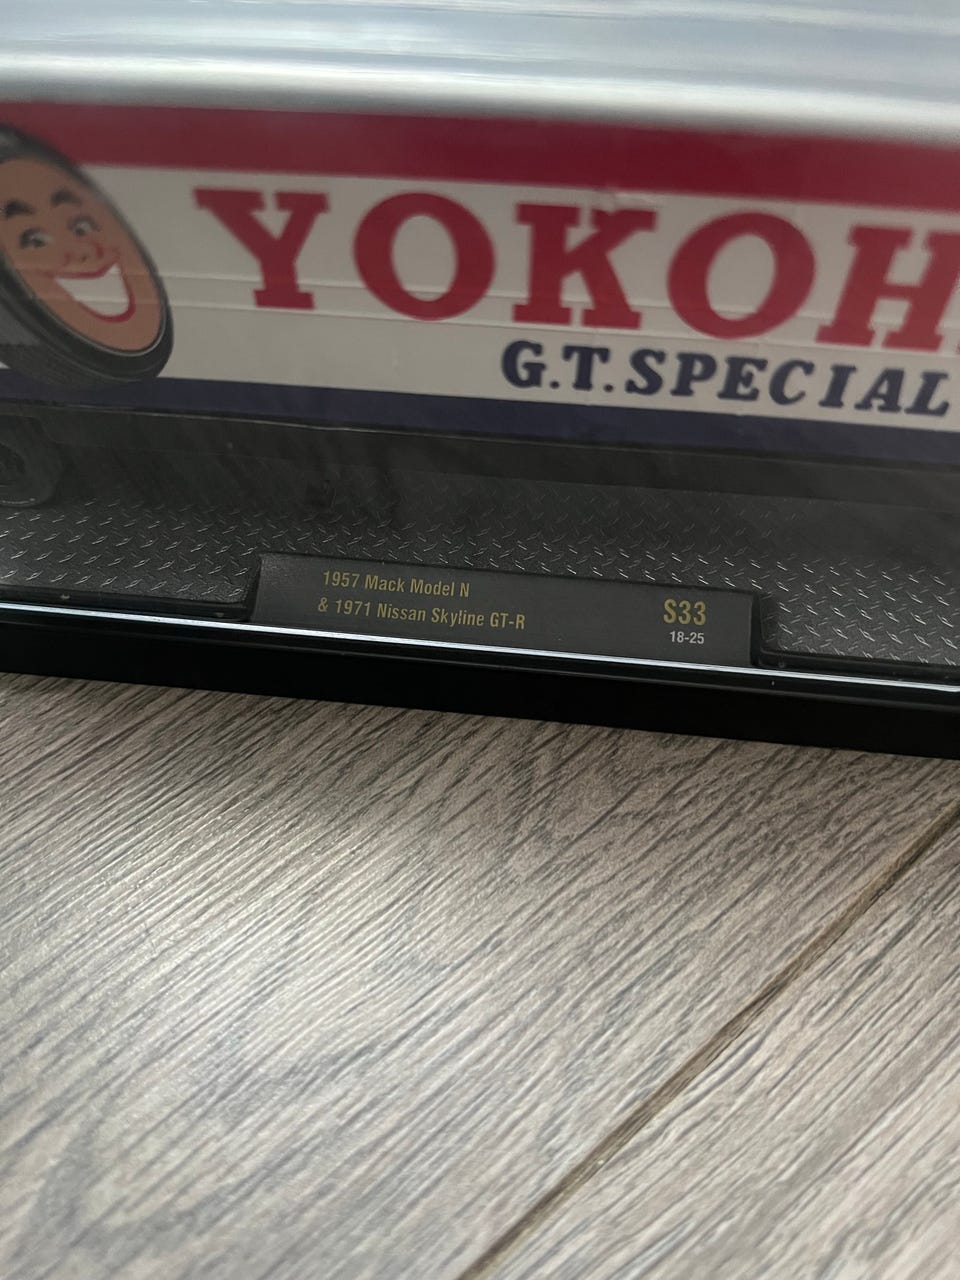 YOKOH
G.T.SPECIAL
1957 Mack Model N
& 1971 Nissan Skyline GT-R
S33
18-25